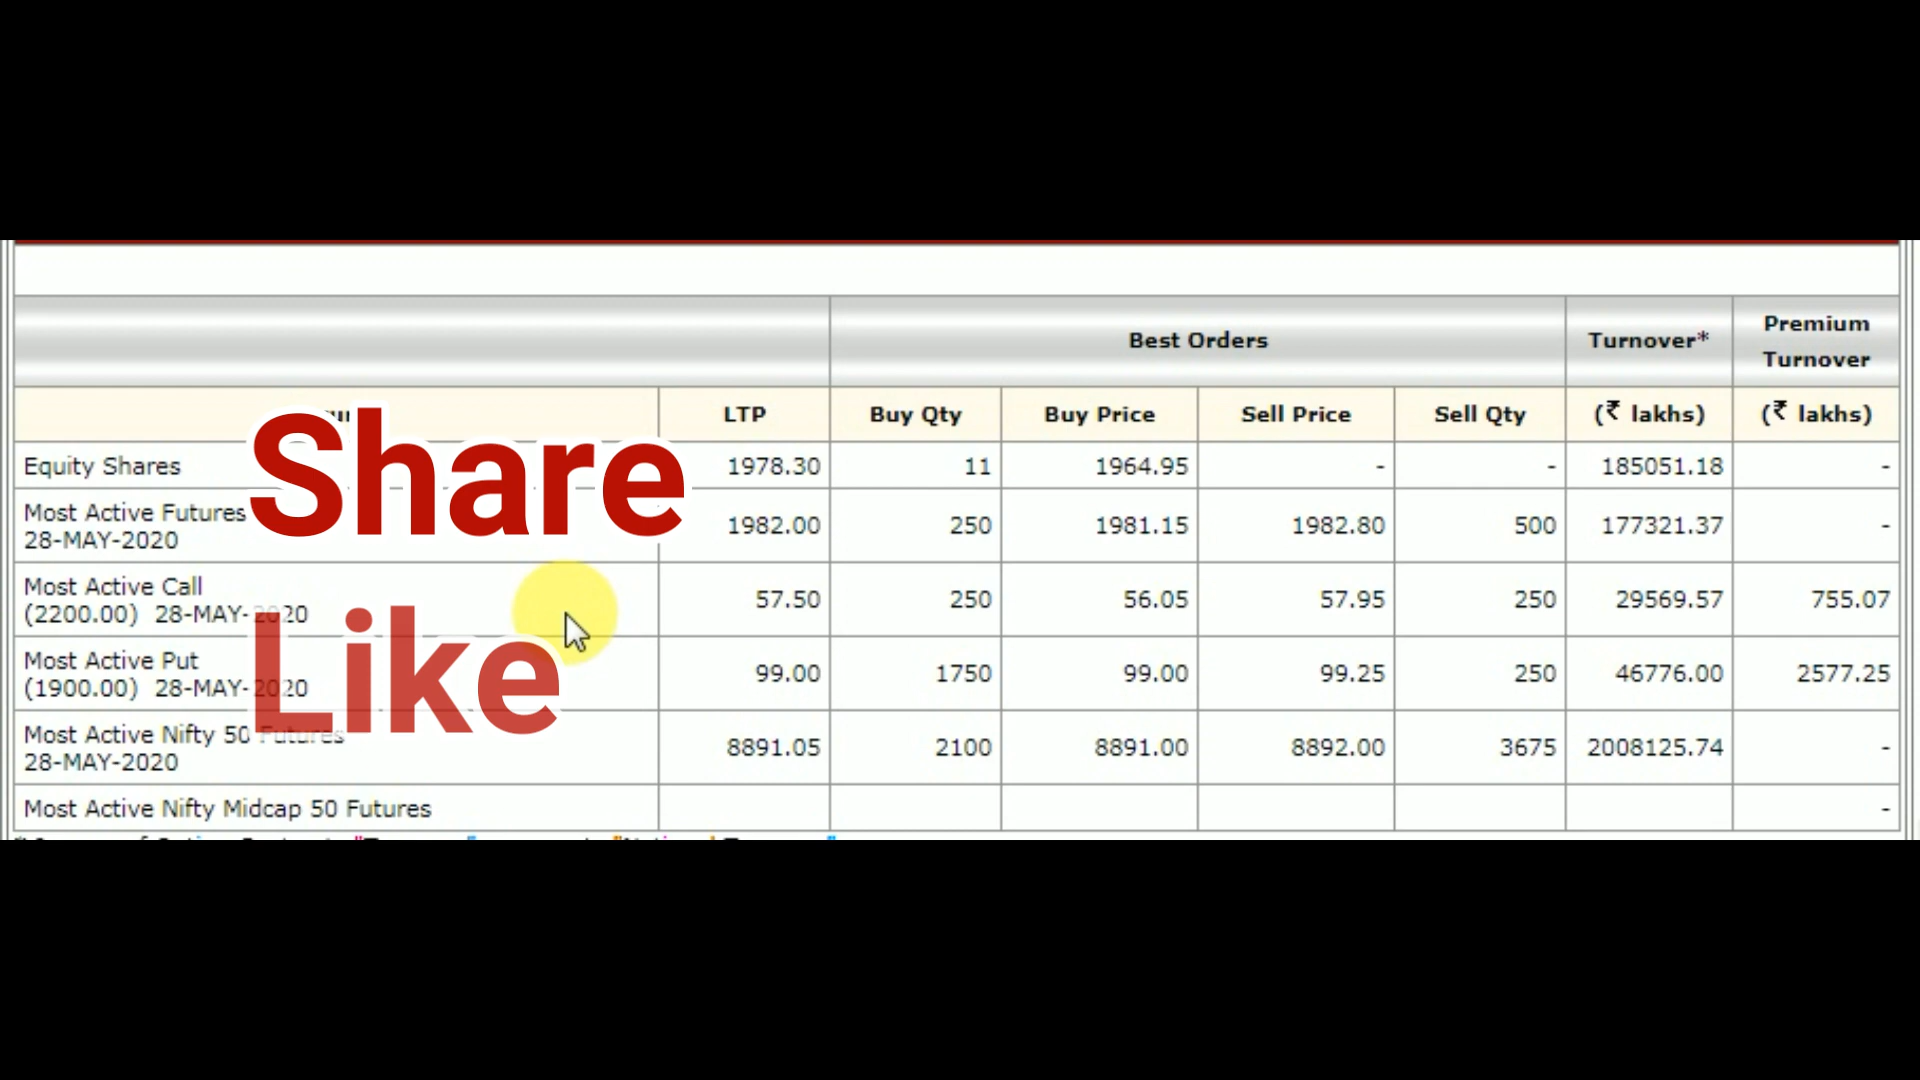 Best Orders Turnover* Premium Turnover
LTP Buy Qty Buy Price Sell Price Sell Qty (₹ lakhs) (₹ lakhs)
Equity Shares 1978.30 11 1964.95 - - 185051.18 -
Share
Most Active Futures
28-MAY-2020 1982.00 250 1981.15 1982.80 500 177321.37 -
Most Active Call
(2200.00) 28-MAY-2020 57.50 250 56.05 57.95 250 29569.57 755.07
Like
Most Active Put
(1900.00) 28-MAY-2020 99.00 1750 99.00 99.25 250 46776.00 2577.25
Most Active Nifty 50 Futures
28-MAY-2020 8891.05 2100 8891.00 8892.00 3675 2008125.74 -
Most Active Nifty Midcap 50 Futures -